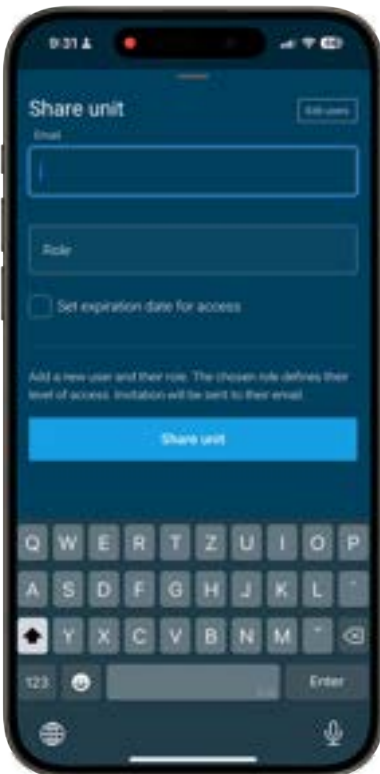 9:31
Share unit
Edit users
Email
Role
Set expiration date for access
Add a new user and their role. The chosen role defines their
level of access. Invitation will be sent to their email.
Share unit
Q W E R T Z U I O P
A S D F G H J K L
Y X C V B N M
123
Enter